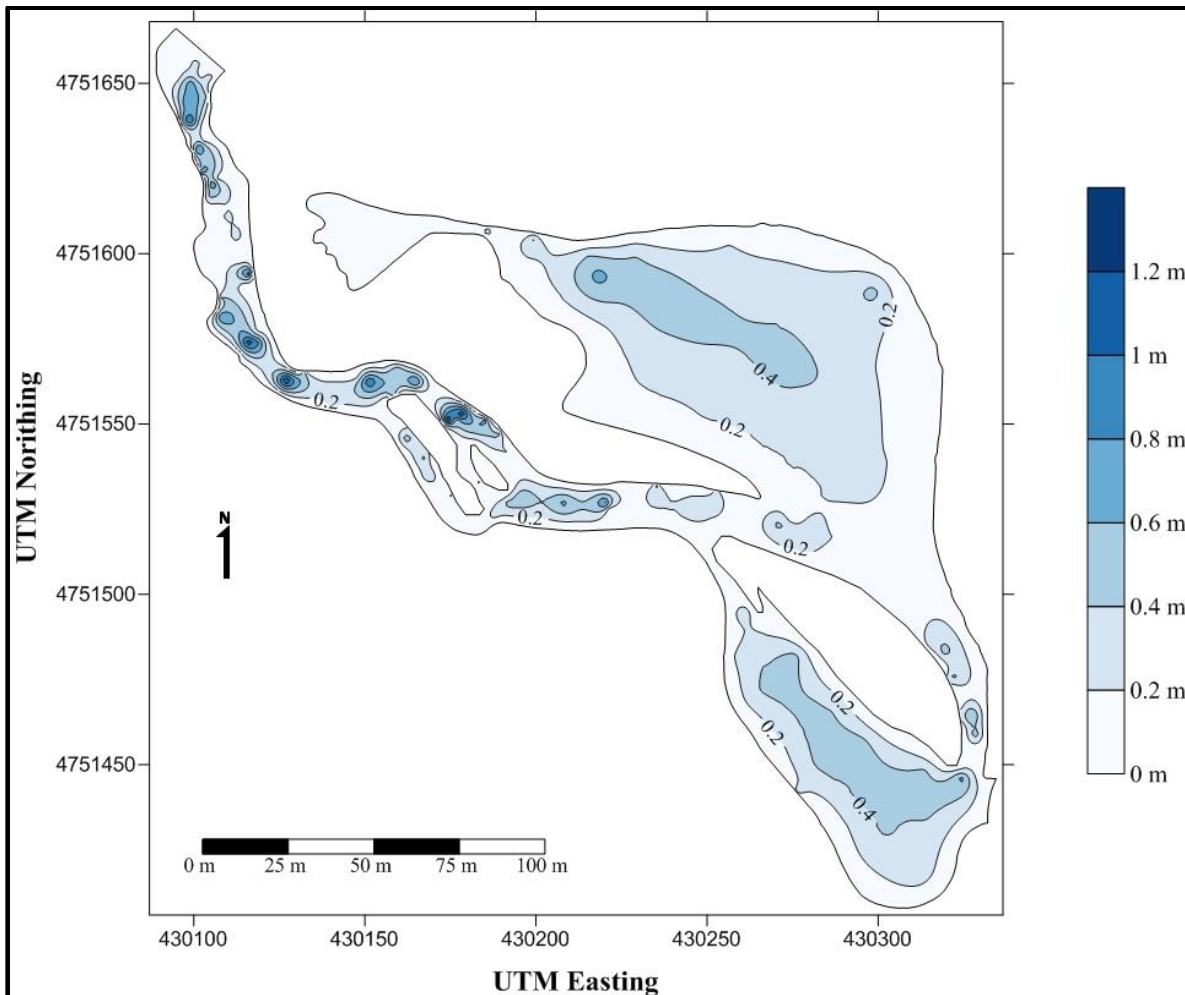 4751650
4751600
4751550
4751500
4751450
UTM Norithing
N
0.2
0.4
0.2
0.2
0.2
0.2
0.2
0.2
0.4
0 m 25 m 50 m 75 m 100 m
430100 430150 430200 430250 430300
UTM Easting
1.2 m
1 m
0.8 m
0.6 m
0.4 m
0.2 m
0 m